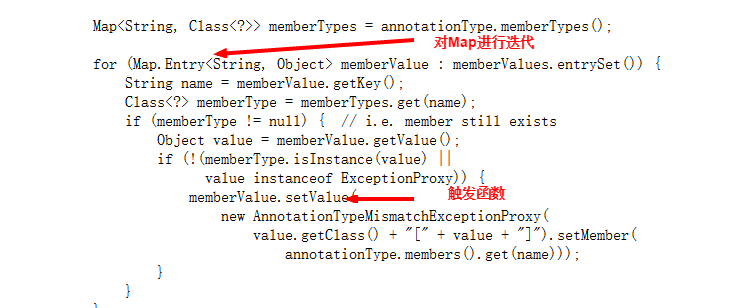 Map<String, Class<?>> memberTypes = annotationType.memberTypes();
对Map进行迭代
for (Map.Entry<String, Object> memberValue : memberValues.entrySet()) {
String name = memberValue.getKey();
Class<?> memberType = memberTypes.get(name);
if (memberType != null) {  // i.e. member still exists
Object value = memberValue.getValue();
if (!(memberType.isInstance(value) ||
value instanceof ExceptionProxy)) {
memberValue.setValue(
触发函数
new AnnotationTypeMismatchExceptionProxy(
value.getClass() + "[" + value + "]").setMember(
annotationType.members().get(name)));
}
}